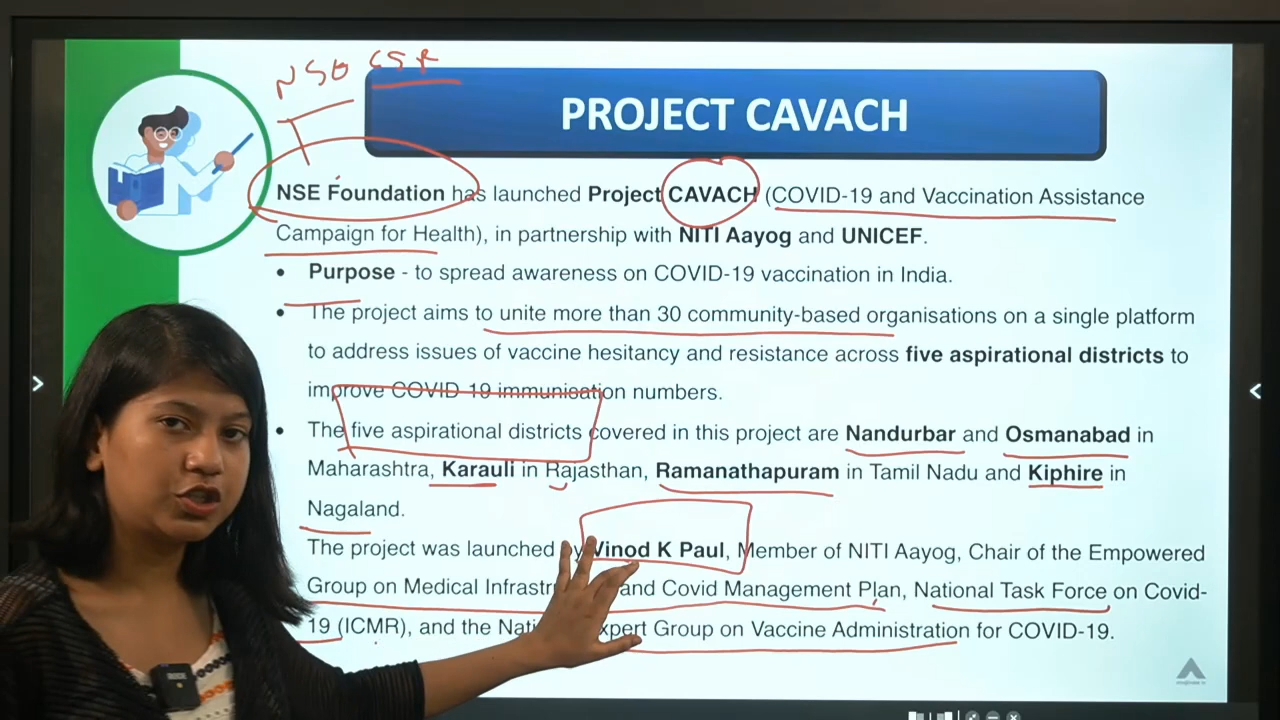 NSE CSR
PROJECT CAVACH
NSE Foundation has launched Project CAVACH (COVID-19 and Vaccination Assistance
Campaign for Health), in partnership with NITI Aayog and UNICEF.
• Purpose - to spread awareness on COVID-19 vaccination in India.
• The project aims to unite more than 30 community-based organisations on a single platform
to address issues of vaccine hesitancy and resistance across five aspirational districts to
improve COVID-19 immunisation numbers.
• The five aspirational districts covered in this project are Nandurbar and Osmanabad in
Maharashtra, Karauli in Rajasthan, Ramanathapuram in Tamil Nadu and Kiphire in
Nagaland.
The project was launched by Vinod K Paul, Member of NITI Aayog, Chair of the Empowered
Group on Medical Infrastr and Covid Management Plan, National Task Force on Covid-
19 (ICMR), and the Nati Expert Group on Vaccine Administration for COVID-19.